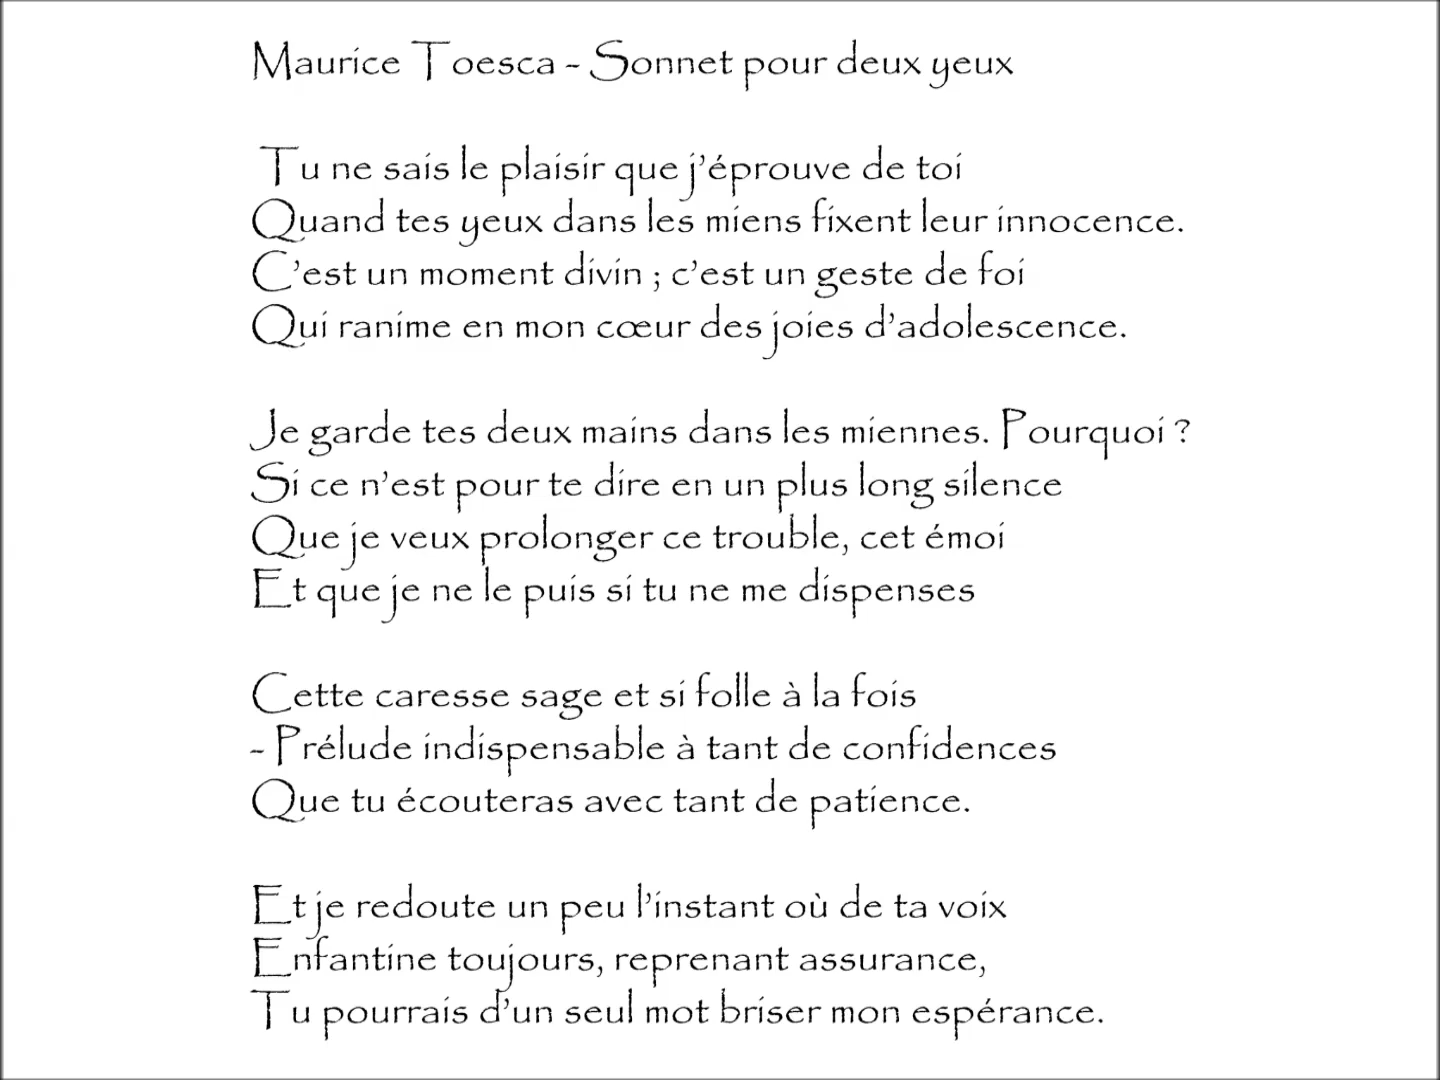 Maurice Toesca - Sonnet pour deux yeux
Tu ne sais le plaisir que j'éprouve de toi
Quand tes yeux dans les miens fixent leur innocence.
C'est un moment divin ; c'est un geste de foi
Qui ranime en mon cœur des joies d'adolescence.
Je garde tes deux mains dans les miennes. Pourquoi ?
Si ce n'est pour te dire en un plus long silence
Que je veux prolonger ce trouble, cet émoi
Et que je ne le puis si tu ne me dispenses
Cette caresse sage et si folle à la fois
- Prélude indispensable à tant de confidences
Que tu écouteras avec tant de patience.
Et je redoute un peu l'instant où de ta voix
Enfantine toujours, reprenant assurance,
Tu pourrais d'un seul mot briser mon espérance.